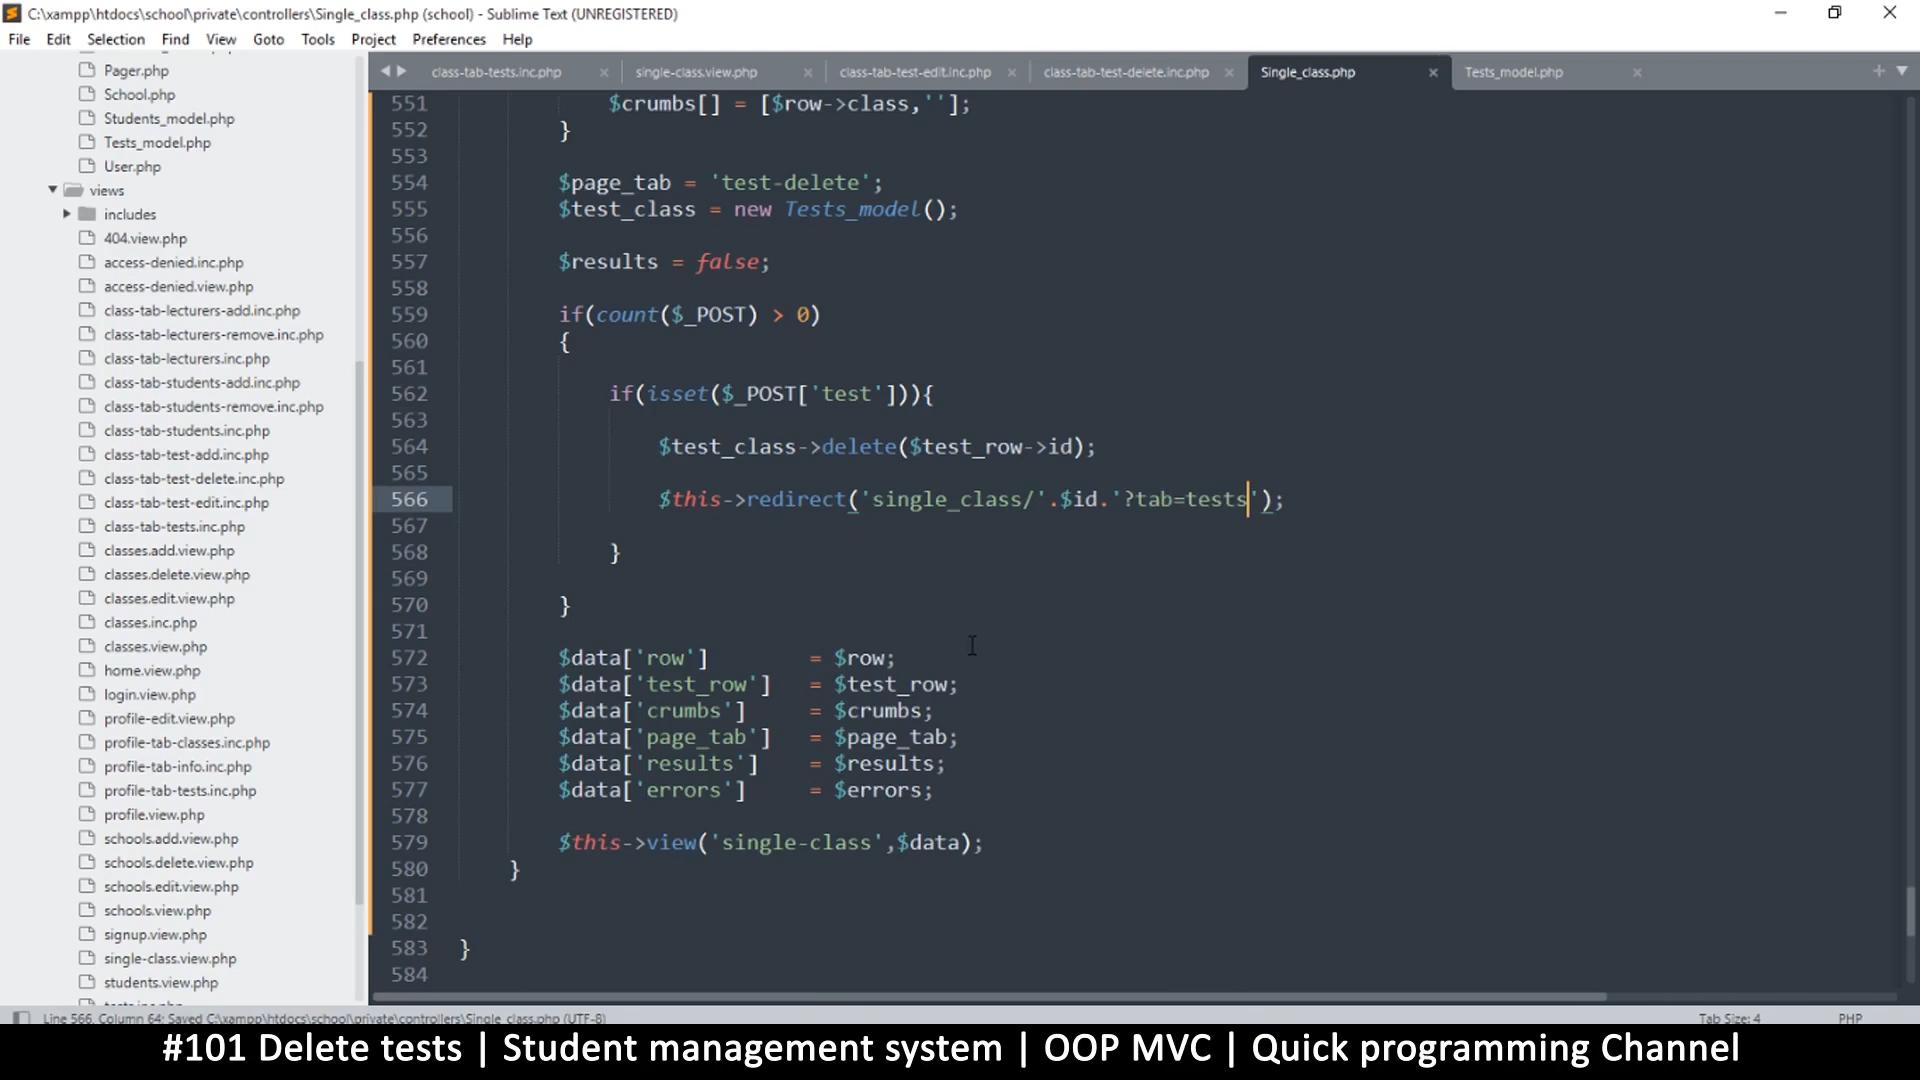 C:\xampp\htdocs\school\private\controllers\Single_class.php (school) - Sublime Text (UNREGISTERED)
File Edit Selection Find View Goto Tools Project Preferences Help
Pager.php
School.php
Students_model.php
Tests_model.php
User.php
views
includes
404.view.php
access-denied.inc.php
access-denied.view.php
class-tab-lecturers-add.inc.php
class-tab-lecturers-remove.inc.php
class-tab-lecturers.inc.php
class-tab-students-add.inc.php
class-tab-students-remove.inc.php
class-tab-students.inc.php
class-tab-test-add.inc.php
class-tab-test-delete.inc.php
class-tab-test-edit.inc.php
class-tab-tests.inc.php
classes.add.view.php
classes.delete.view.php
classes.edit.view.php
classes.inc.php
classes.view.php
home.view.php
login.view.php
profile-edit.view.php
profile-tab-classes.inc.php
profile-tab-info.inc.php
profile-tab-tests.inc.php
profile.view.php
schools.add.view.php
schools.delete.view.php
schools.edit.view.php
schools.view.php
signup.view.php
single-class.view.php
students.view.php
class-tab-tests.inc.php single-class.view.php class-tab-test-edit.inc.php class-tab-test-delete.inc.php Single_class.php Tests_model.php
551 $crumbs[] = [$row->class,''];
552 }
553
554 $page_tab = 'test-delete';
555 $test_class = new Tests_model();
556
557 $results = false;
558
559 if(count($_POST) > 0)
560 {
561
562 if(isset($_POST['test'])){
563
564 $test_class->delete($test_row->id);
565
566 $this->redirect('single_class/'.$id.'?tab=tests');
567
568 }
569
570 }
571
572 $data['row'] = $row;
573 $data['test_row'] = $test_row;
574 $data['crumbs'] = $crumbs;
575 $data['page_tab'] = $page_tab;
576 $data['results'] = $results;
577 $data['errors'] = $errors;
578
579 $this->view('single-class',$data);
580 }
581
582
583 }
584
Line 566, Column 64; Saved C:\xampp\htdocs\school\private\controllers\Single_class.php (UTF-8) Tab Size: 4 PHP
#101 Delete tests | Student management system | OOP MVC | Quick programming Channel